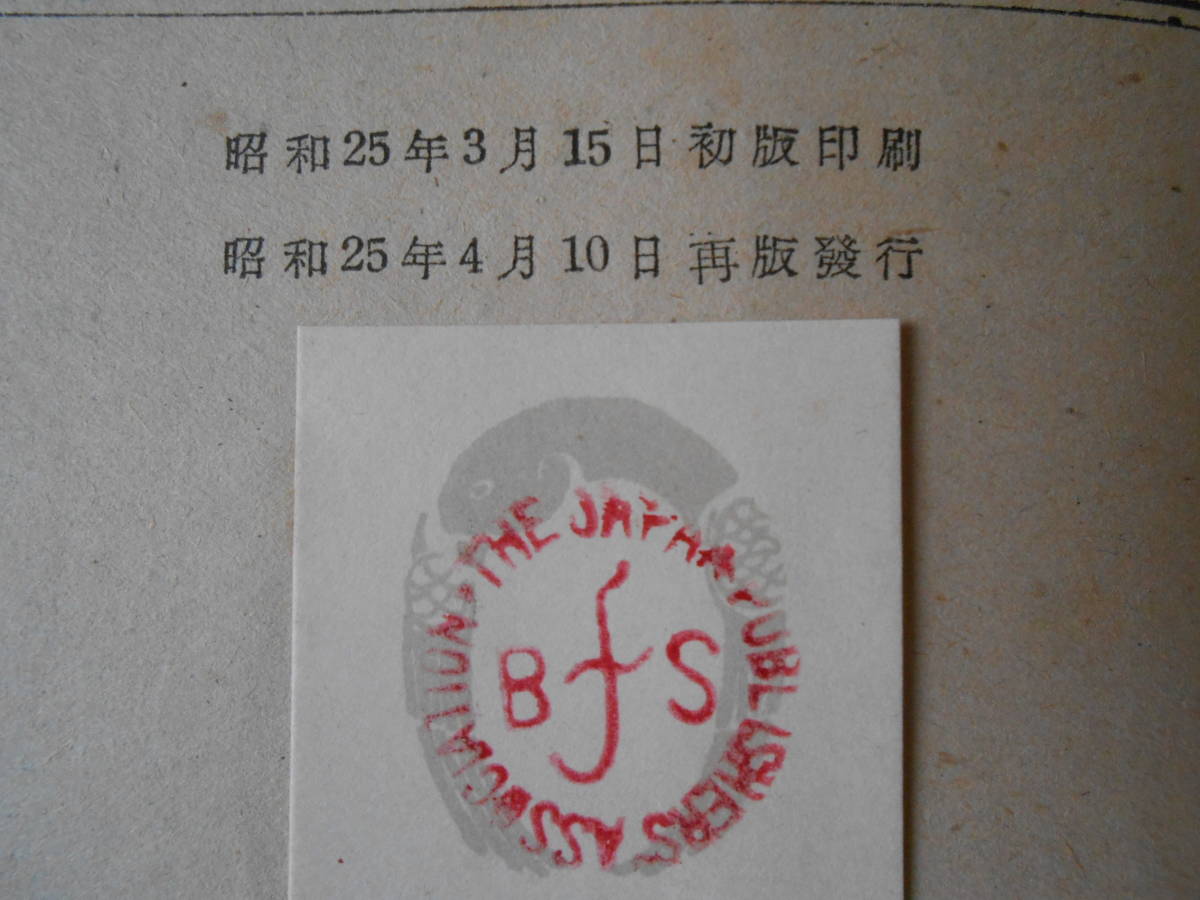 昭和25年3月15日初版印刷
昭和25年4月10日再版發行
THE JAPAN PUBLISHERS ASSOCIATION
B f S